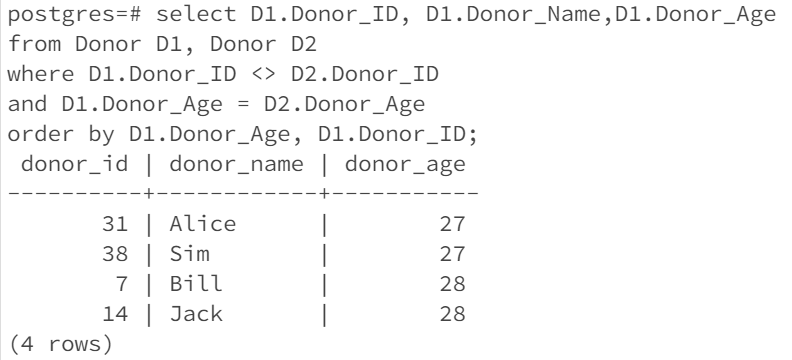 postgres=# select D1.Donor_ID, D1.Donor_Name,D1.Donor_Age
from Donor D1, Donor D2
where D1.Donor_ID <> D2.Donor_ID
and D1.Donor_Age = D2.Donor_Age
order by D1.Donor_Age, D1.Donor_ID;
 donor_id | donor_name | donor_age
----------+------------+-----------
       31 | Alice      |        27
       38 | Sim        |        27
        7 | Bill       |        28
       14 | Jack       |        28
(4 rows)